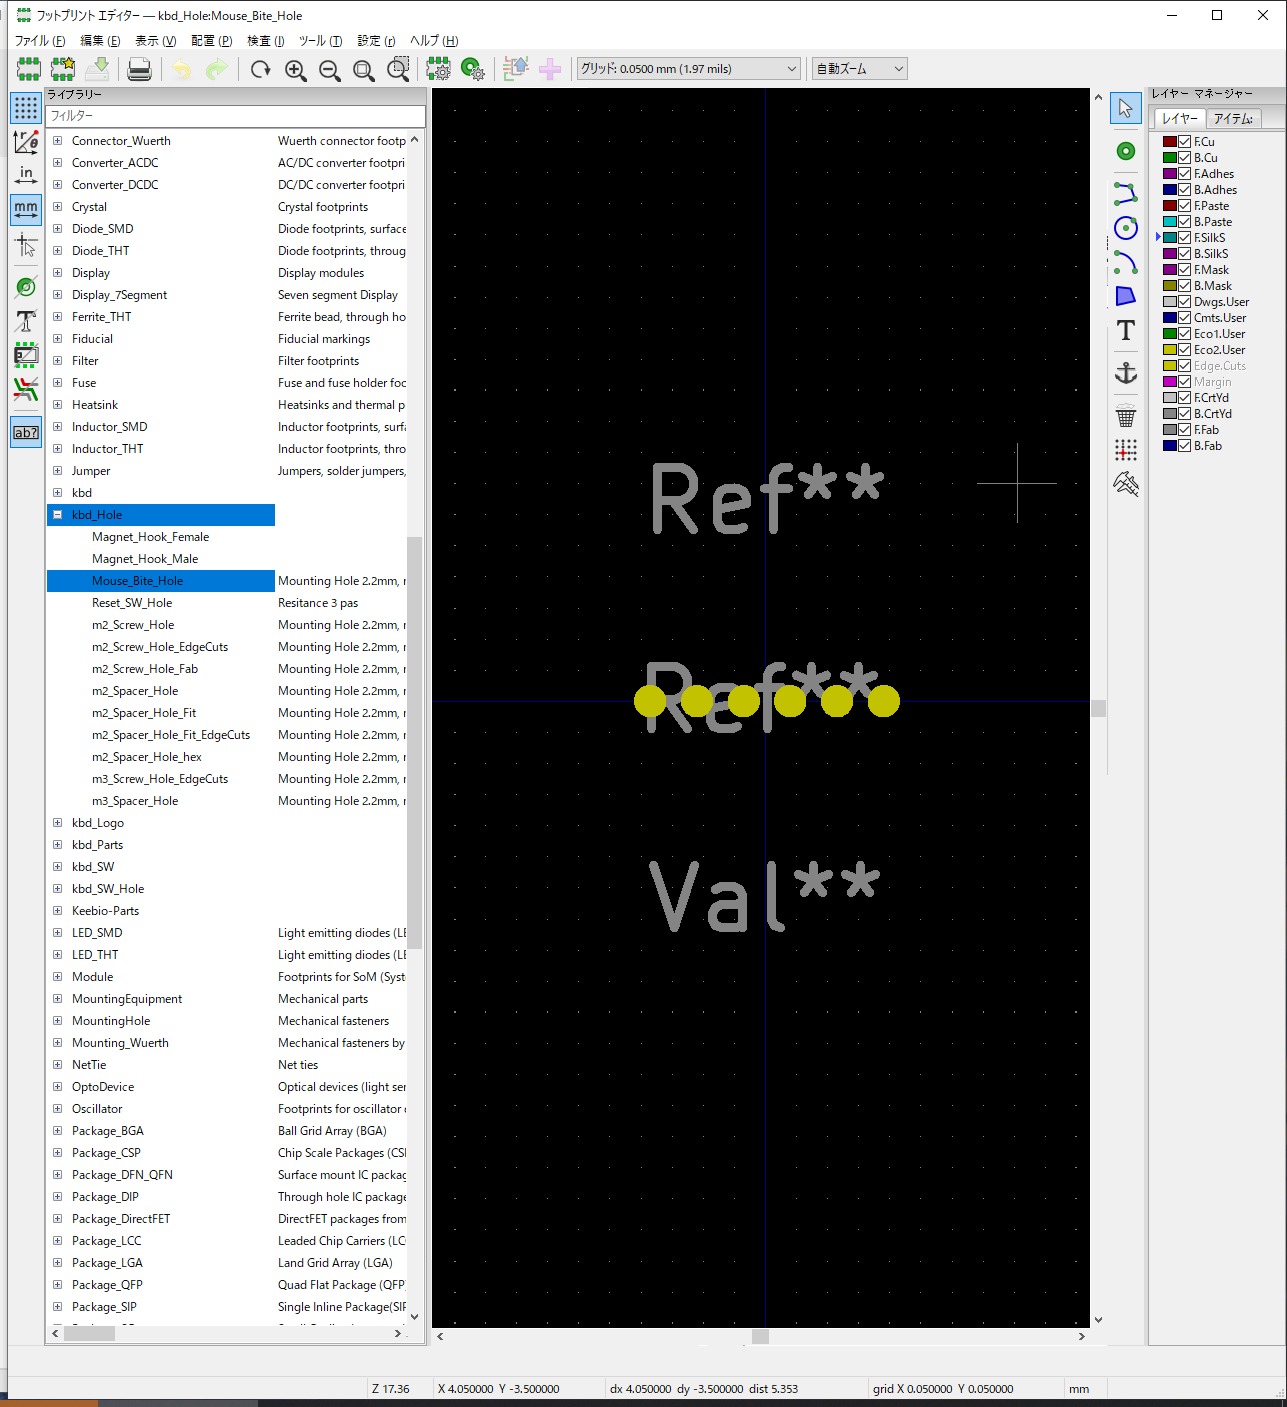 フットプリント エディター — kbd_Hole:Mouse_Bite_Hole
ファイル (F) 編集 (E) 表示 (V) 配置 (P) 検査 (I) ツール (T) 設定 (r) ヘルプ (H)
グリッド: 0.0500 mm (1.97 mils) 自動ズーム
ライブラリー
フィルター
in
mm
ab?
Connector_Wuerth Wuerth connector footp
Converter_ACDC AC/DC converter footpri
Converter_DCDC DC/DC converter footpri
Crystal Crystal footprints
Diode_SMD Diode footprints, surface
Diode_THT Diode footprints, throug
Display Display modules
Display_7Segment Seven segment Display
Ferrite_THT Ferrite bead, through ho
Fiducial Fiducial markings
Filter Filter footprints
Fuse Fuse and fuse holder foo
Heatsink Heatsinks and thermal p
Inductor_SMD Inductor footprints, surfa
Inductor_THT Inductor footprints, thro
Jumper Jumpers, solder jumpers,
kbd
kbd_Hole
Magnet_Hook_Female
Magnet_Hook_Male
Mouse_Bite_Hole Mounting Hole 2.2mm, r
Reset_SW_Hole Resitance 3 pas
m2_Screw_Hole Mounting Hole 2.2mm, r
m2_Screw_Hole_EdgeCuts Mounting Hole 2.2mm, r
m2_Screw_Hole_Fab Mounting Hole 2.2mm, r
m2_Spacer_Hole Mounting Hole 2.2mm, r
m2_Spacer_Hole_Fit Mounting Hole 2.2mm, r
m2_Spacer_Hole_Fit_EdgeCuts Mounting Hole 2.2mm, r
m2_Spacer_Hole_hex Mounting Hole 2.2mm, r
m3_Screw_Hole_EdgeCuts Mounting Hole 2.2mm, r
m3_Spacer_Hole Mounting Hole 2.2mm, r
kbd_Logo
kbd_Parts
kbd_SW
kbd_SW_Hole
Keebio-Parts
LED_SMD Light emitting diodes (LE
LED_THT Light emitting diodes (LE
Module Footprints for SoM (Syst
MountingEquipment Mechanical parts
MountingHole Mechanical fasteners
Mounting_Wuerth Mechanical fasteners by
NetTie Net ties
OptoDevice Optical devices (light ser
Oscillator Footprints for oscillator
Package_BGA Ball Grid Array (BGA)
Package_CSP Chip Scale Packages (CSI
Package_DFN_QFN Surface mount IC packag
Package_DIP Through hole IC package
Package_DirectFET DirectFET packages from
Package_LCC Leaded Chip Carriers (LC
Package_LGA Land Grid Array (LGA)
Package_QFP Quad Flat Package (QFP
Package_SIP Single Inline Package(SIF
Ref**
Ref**
Val**
T
レイヤー マネージャー
レイヤー アイテム:
F.Cu
B.Cu
F.Adhes
B.Adhes
F.Paste
B.Paste
F.SilkS
B.SilkS
F.Mask
B.Mask
Dwgs.User
Cmts.User
Eco1.User
Eco2.User
Edge.Cuts
Margin
F.CrtYd
B.CrtYd
F.Fab
B.Fab
Z 17.36 X 4.050000 Y -3.500000 dx 4.050000 dy -3.500000 dist 5.353 grid X 0.050000 Y 0.050000 mm